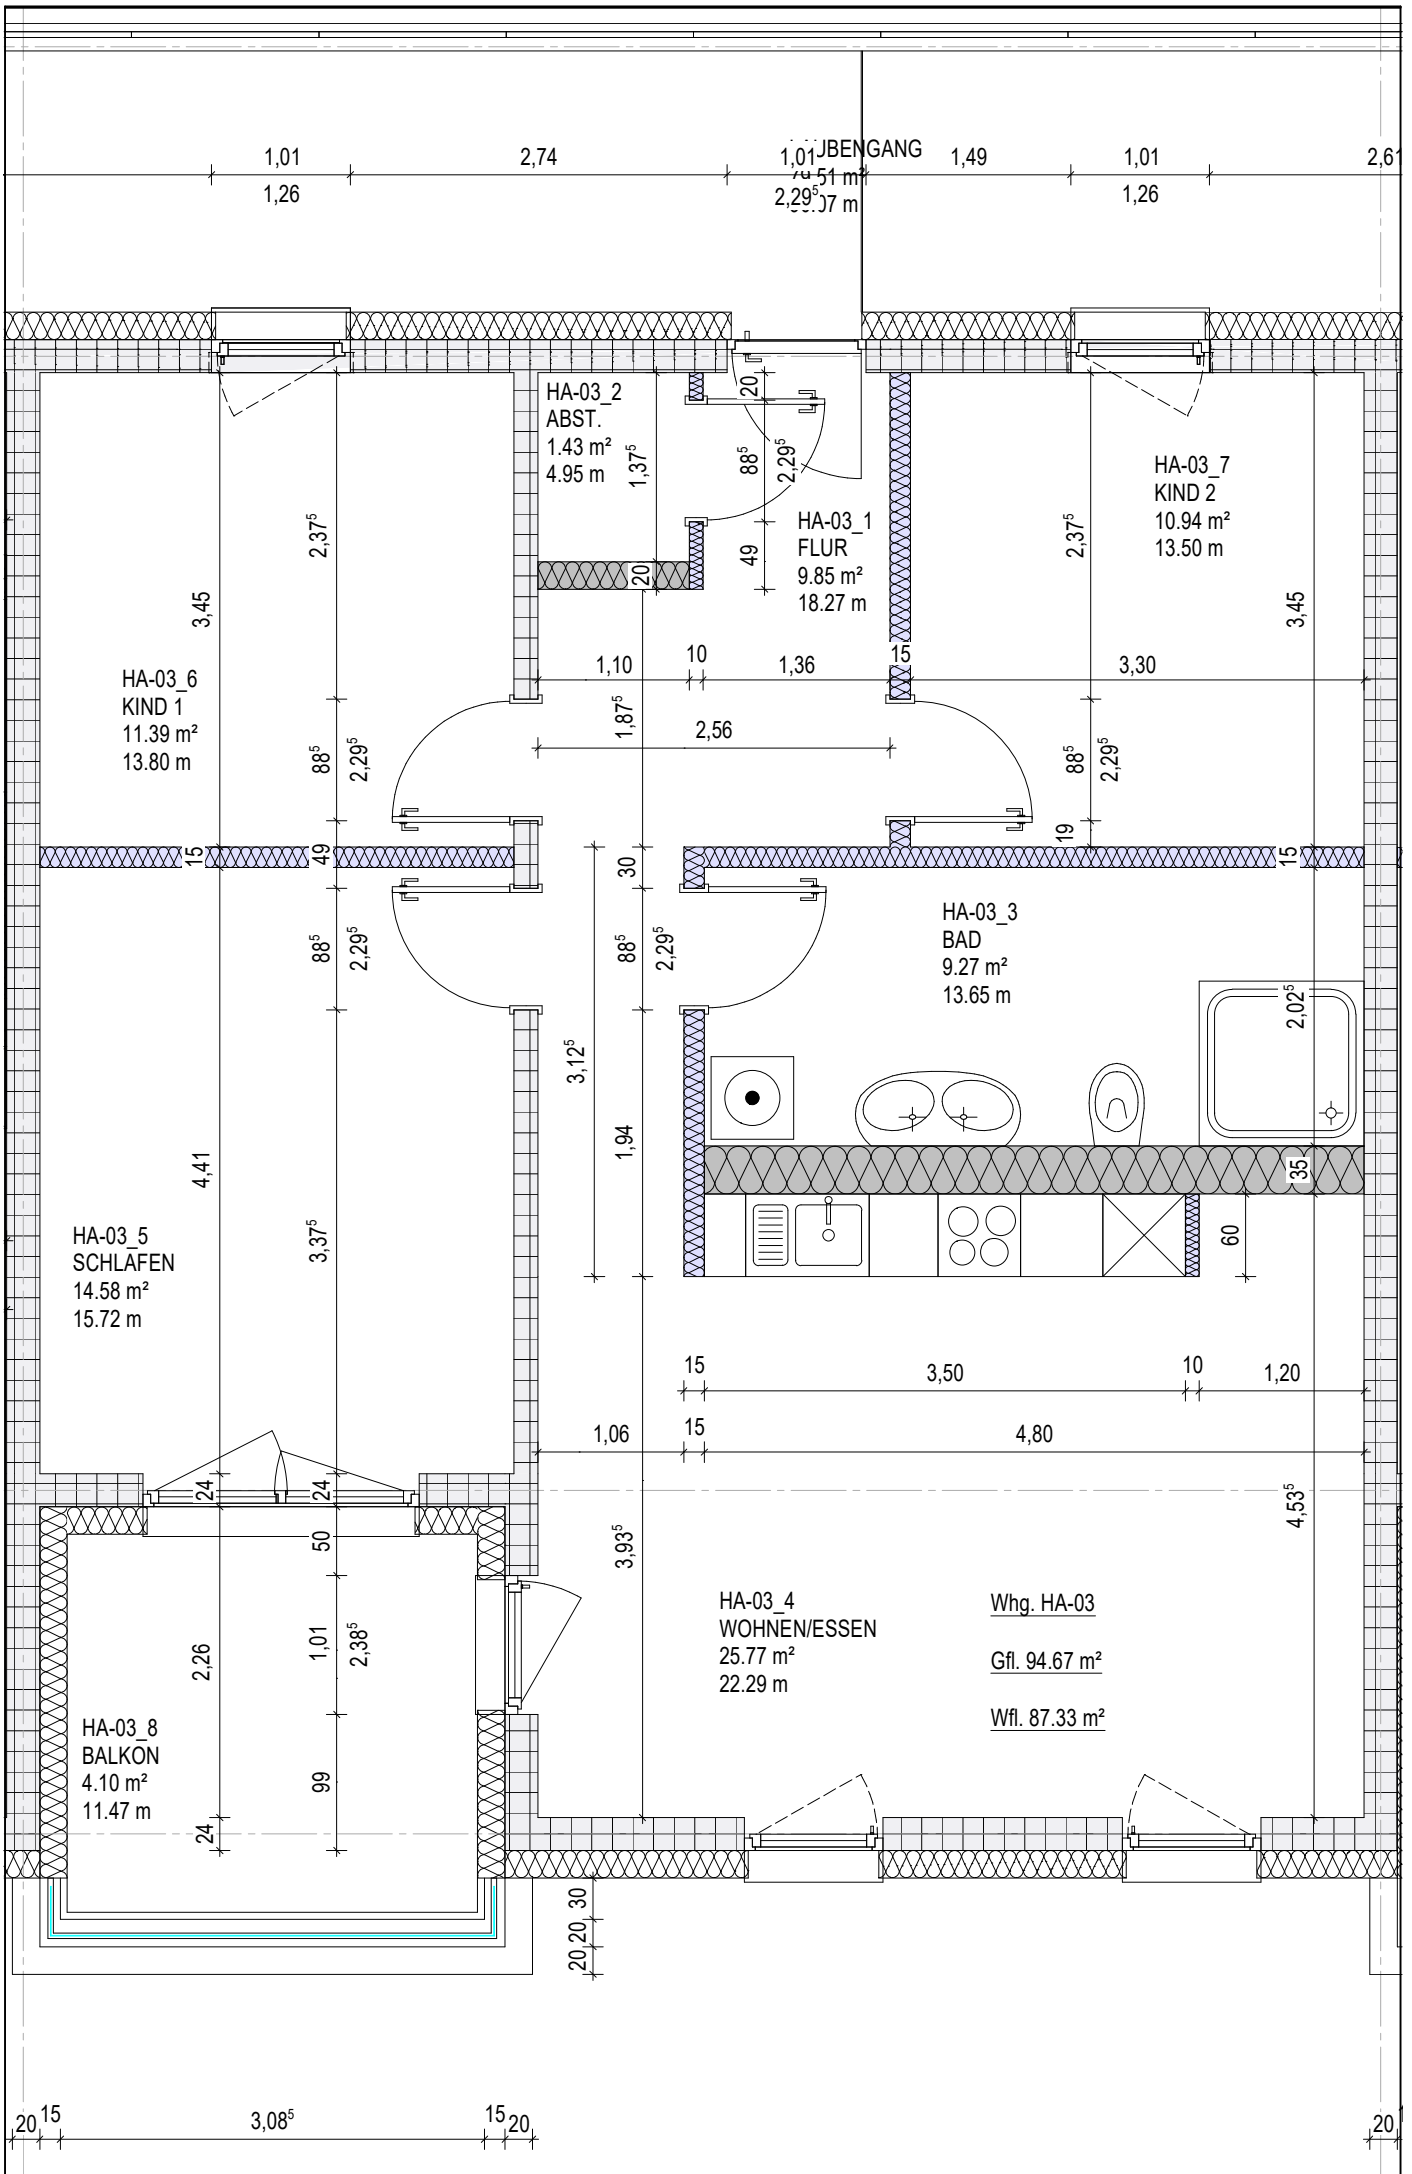 1,01
2,74
1,01
UBENGANG
1,49
1,01
2,61
51 m²
1,26
2,29⁵
07 m
1,26
HA-03_2
ABST.
1.43 m²
4.95 m
1,37⁵
20
88⁵
2,29⁵
49
20
HA-03_1
FLUR
9.85 m²
18.27 m
HA-03_7
KIND 2
10.94 m²
13.50 m
2,37⁵
3,45
2,37⁵
3,45
HA-03_6
KIND 1
11.39 m²
13.80 m
1,10
10
1,36
15
3,30
1,87⁵
2,56
88⁵
2,29⁵
88⁵
2,29⁵
19
15
49
30
15
88⁵
2,29⁵
88⁵
2,29⁵
HA-03_3
BAD
9.27 m²
13.65 m
2,02⁵
3,12⁵
1,94
4,41
3,37⁵
35
60
HA-03_5
SCHLAFEN
14.58 m²
15.72 m
15
3,50
10
1,20
1,06
15
4,80
24
24
50
3,93⁵
4,53⁵
2,26
1,01
2,38⁵
HA-03_4
WOHNEN/ESSEN
25.77 m²
22.29 m
Whg. HA-03
Gfl. 94.67 m²
Wfl. 87.33 m²
HA-03_8
BALKON
4.10 m²
11.47 m
99
24
30
20
20
20
15
3,08⁵
15
20
20